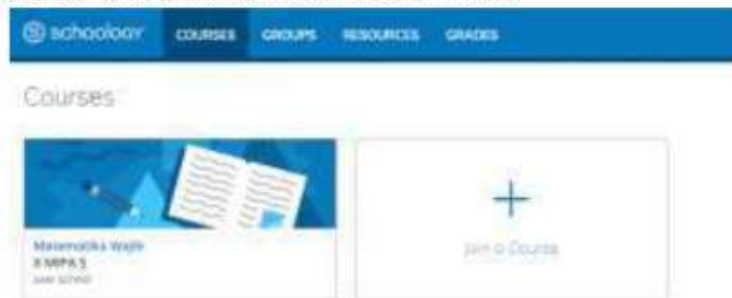 schoology COURSES GROUPS RESOURCES GRADES
Courses
Matematika Wajib
X MIPA 5
Join a Course